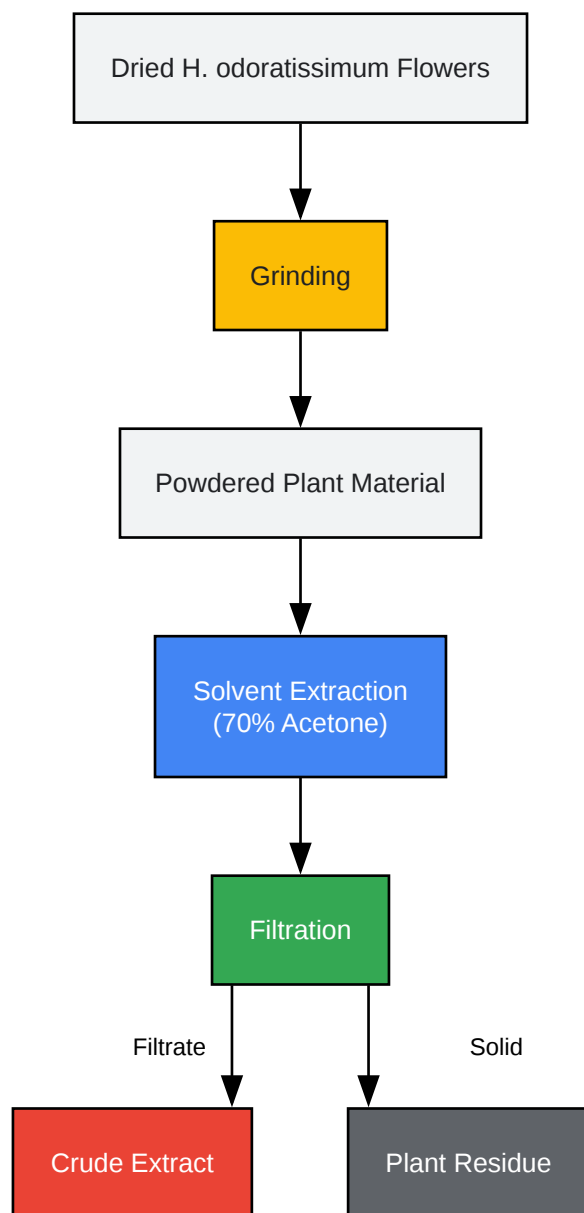 Dried H. odoratissimum Flowers
Grinding
Powdered Plant Material
Solvent Extraction
(70% Acetone)
Filtration
Filtrate
Solid
Crude Extract
Plant Residue